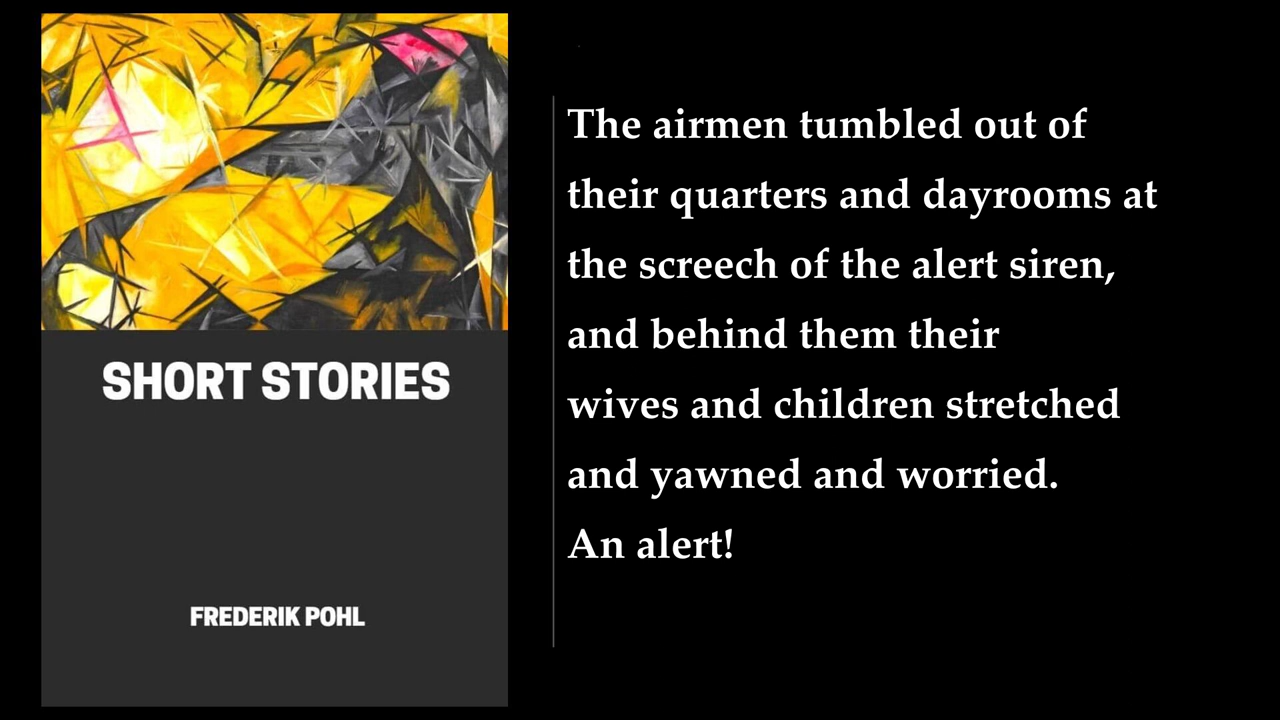 SHORT STORIES
FREDERIK POHL
The airmen tumbled out of
their quarters and dayrooms at
the screech of the alert siren,
and behind them their
wives and children stretched
and yawned and worried.
An alert!